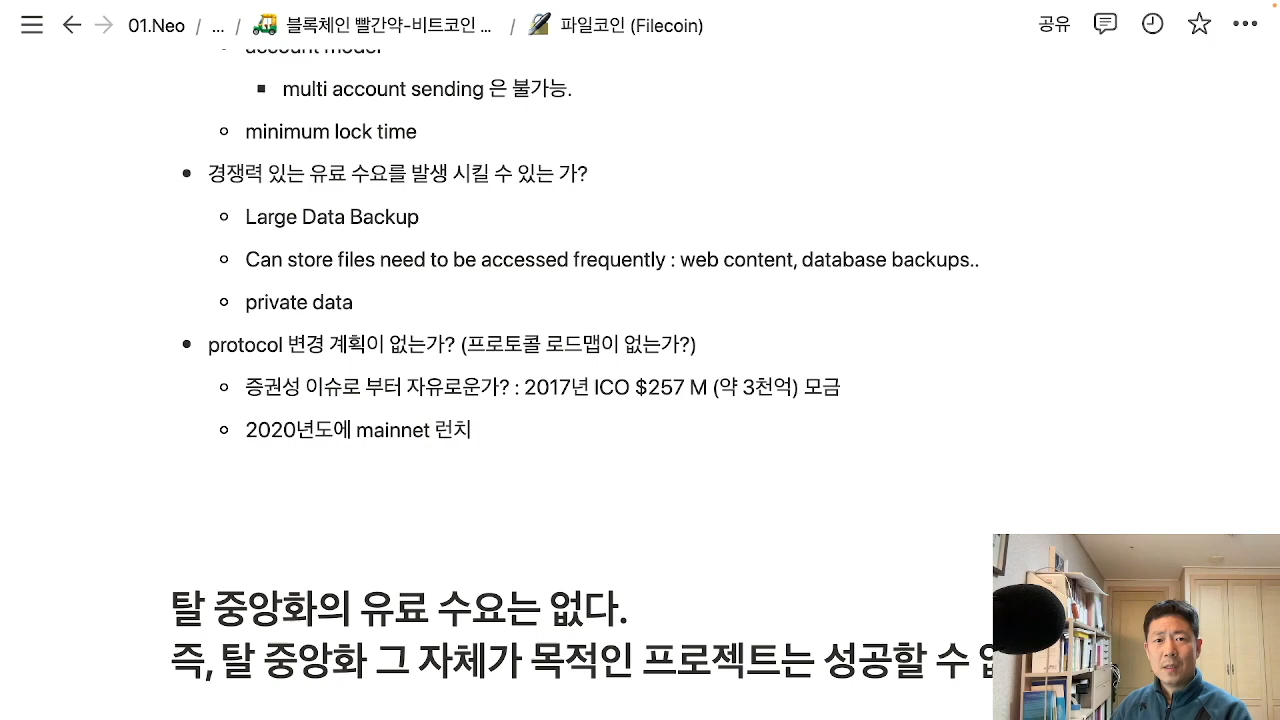 01.Neo / ... / 블록체인 빨간약-비트코인 ... / 파일코인 (Filecoin) 공유
account model
multi account sending 은 불가능.
minimum lock time
경쟁력 있는 유료 수요를 발생 시킬 수 있는 가?
Large Data Backup
Can store files need to be accessed frequently : web content, database backups..
private data
protocol 변경 계획이 없는가? (프로토콜 로드맵이 없는가?)
증권성 이슈로 부터 자유로운가? : 2017년 ICO $257 M (약 3천억) 모금
2020년도에 mainnet 런치
탈 중앙화의 유료 수요는 없다.
즉, 탈 중앙화 그 자체가 목적인 프로젝트는 성공할 수